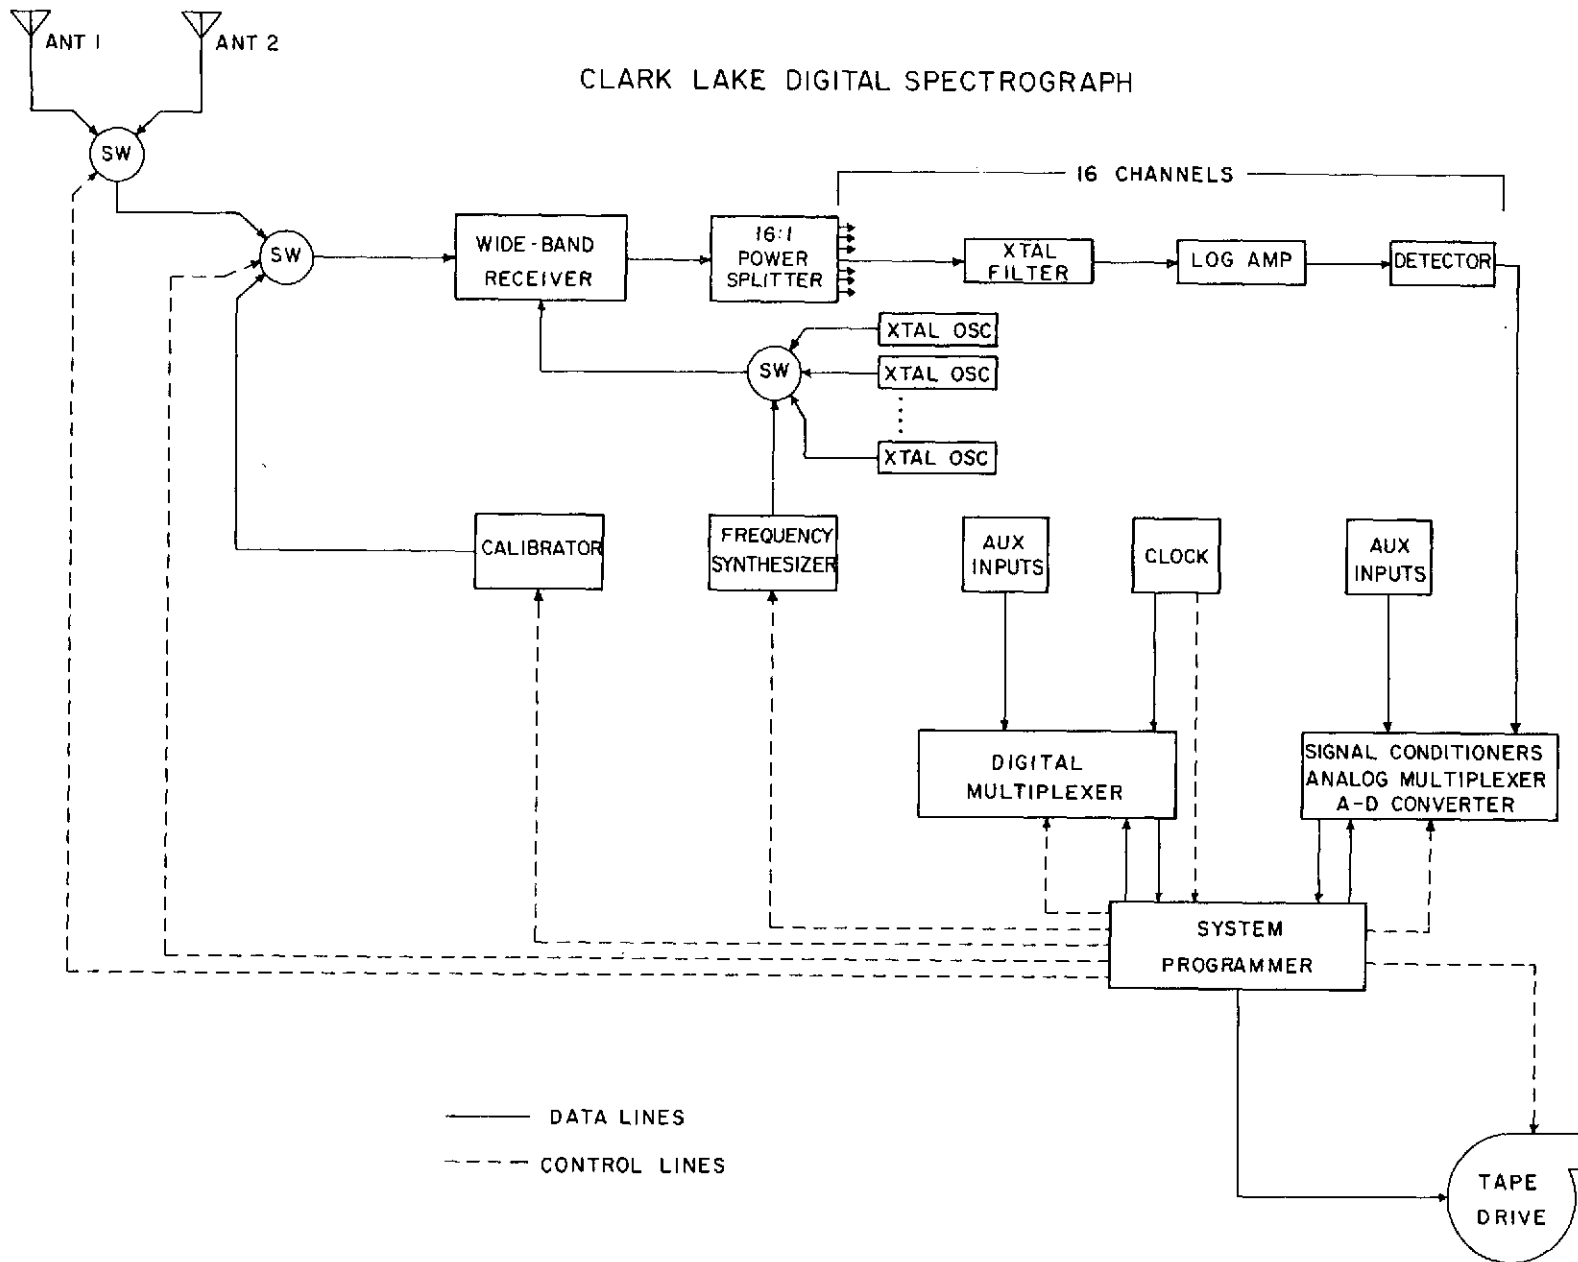 ANT 1
ANT 2
CLARK LAKE DIGITAL SPECTROGRAPH
SW
16 CHANNELS
SW
WIDE-BAND
RECEIVER
16:1
POWER
SPLITTER
XTAL
FILTER
LOG AMP
DETECTOR
XTAL OSC
SW
XTAL OSC
XTAL OSC
CALIBRATOR
FREQUENCY
SYNTHESIZER
AUX
INPUTS
CLOCK
AUX
INPUTS
DIGITAL
MULTIPLEXER
SIGNAL CONDITIONERS
ANALOG MULTIPLEXER
A-D CONVERTER
SYSTEM
PROGRAMMER
DATA LINES
CONTROL LINES
TAPE
DRIVE